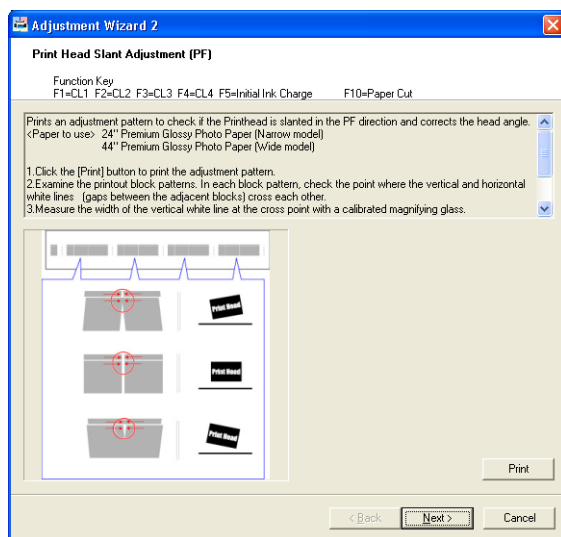 Adjustment Wizard 2
Print Head Slant Adjustment (PF)
Function Key
F1=CL1 F2=CL2 F3=CL3 F4=CL4 F5=Initial Ink Charge F10=Paper Cut
Prints an adjustment pattern to check if the Printhead is slanted in the PF direction and corrects the head angle.
<Paper to use> 24" Premium Glossy Photo Paper (Narrow model)
44" Premium Glossy Photo Paper (Wide model)
1.Click the [Print] button to print the adjustment pattern.
2.Examine the printout block patterns. In each block pattern, check the point where the vertical and horizontal
white lines (gaps between the adjacent blocks) cross each other.
3.Measure the width of the vertical white line at the cross point with a calibrated magnifying glass.
Print Head
Print Head
Print Head
Print
< Back
Next >
Cancel